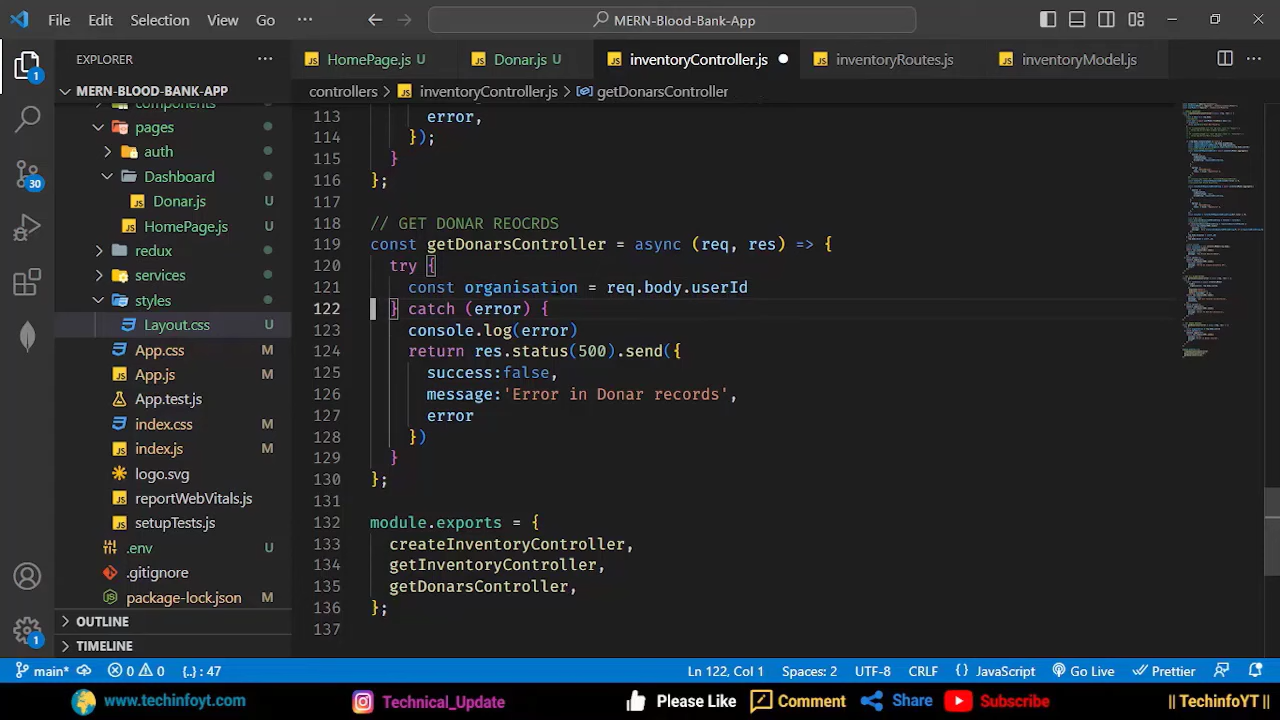 File Edit Selection View Go ··· MERN-Blood-Bank-App
EXPLORER ···
HomePage.js U Donar.js U inventoryController.js inventoryRoutes.js inventoryModel.js ···
MERN-BLOOD-BANK-APP
controllers > inventoryController.js > getDonarsController
components
pages
auth
Dashboard
Donar.js U
HomePage.js U
redux
services
styles
Layout.css U
App.css M
App.js M
App.test.js
index.css M
index.js M
logo.svg
reportWebVitals.js
setupTests.js
.env U
.gitignore
package-lock.json M
OUTLINE
TIMELINE
1
30
1
113 error,
114 });
115 }
116 };
117
118 // GET DONAR RECORDS
119 const getDonarsController = async (req, res) => {
120 try {
121 const organisation = req.body.userId
122 } catch (error) {
123 console.log(error)
124 return res.status(500).send({
125 success:false,
126 message:'Error in Donar records',
127 error
128 })
129 }
130 };
131
132 module.exports = {
133 createInventoryController,
134 getInventoryController,
135 getDonarsController,
136 };
137
main* 0 0 {..} : 47 Ln 122, Col 1 Spaces: 2 UTF-8 CRLF {} JavaScript Go Live Prettier
www.techinfoyt.com Technical_Update Please Like Comment Share Subscribe || TechinfoYT ||